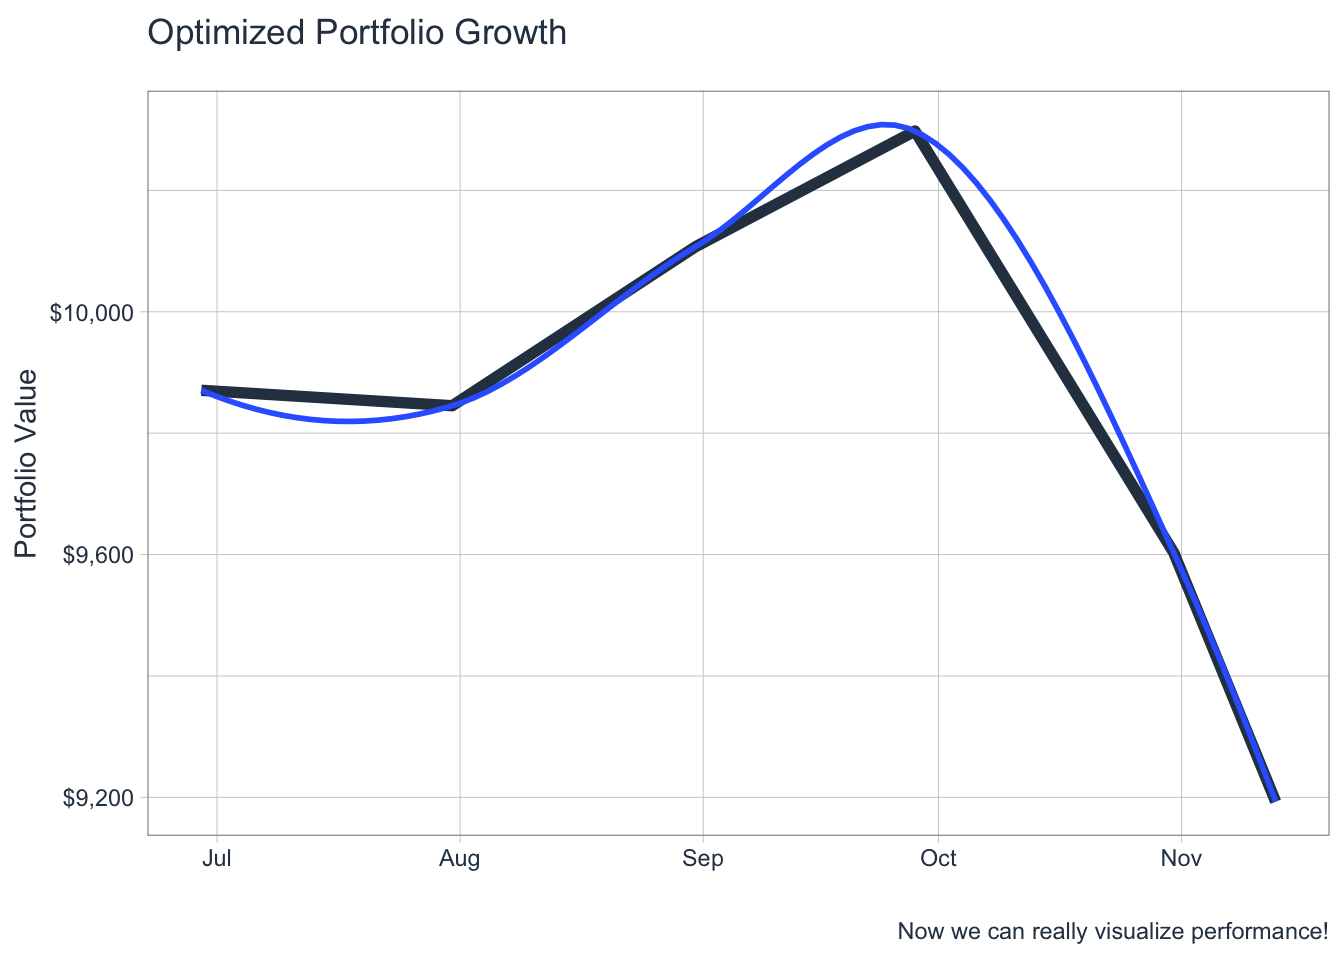 Optimized Portfolio Growth
Portfolio Value
$10,000
$9,600
$9,200
Jul
Aug
Sep
Oct
Nov
Now we can really visualize performance!